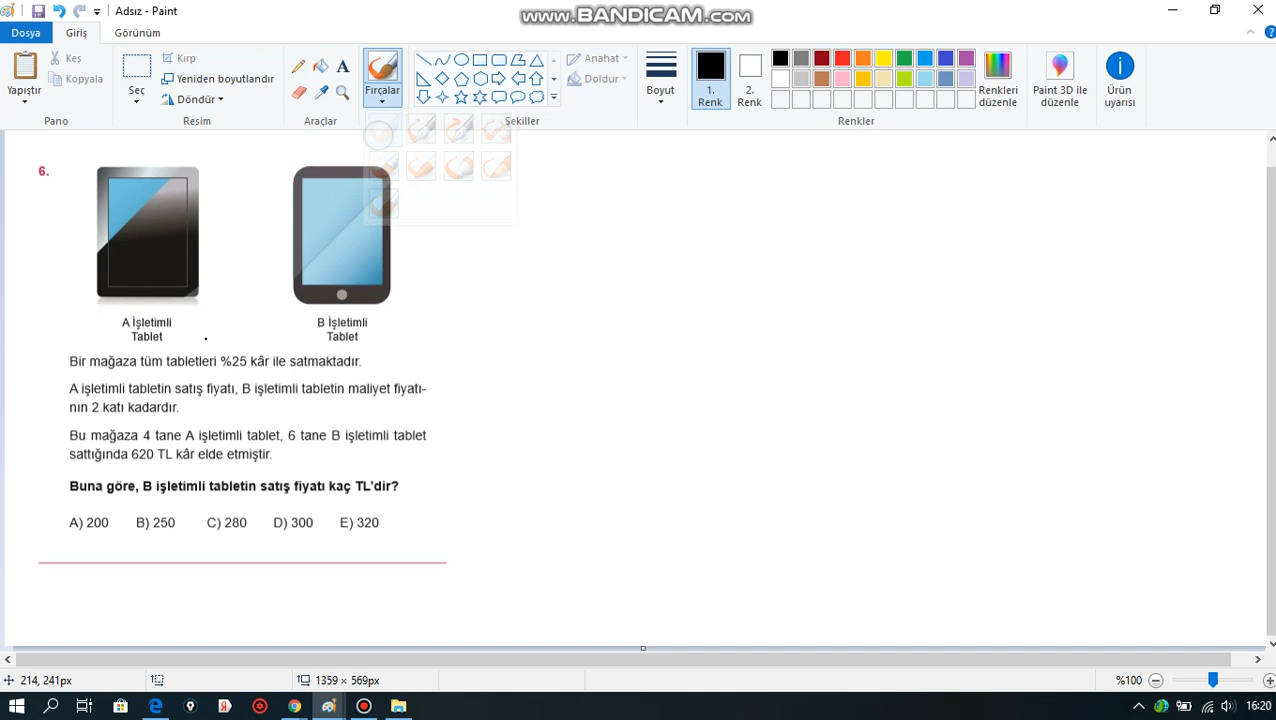 Adsız - Paint
www.BANDICAM.com
Dosya
Giriş
Görünüm
Yapıştır
Kes
Kopyala
Pano
Seç
Kırp
Yeniden boyutlandır
Döndür
Resim
A
Araçlar
Fırçalar
Anahat
Doldur
Şekiller
Boyut
1.
Renk
2.
Renk
Renkleri
düzenle
Renkler
Paint 3D ile
düzenle
Ürün
uyarısı
6.
A İşletimli
Tablet
B İşletimli
Tablet
Bir mağaza tüm tabletleri %25 kâr ile satmaktadır.
A işletimli tabletin satış fiyatı, B işletimli tabletin maliyet fiyatı-
nın 2 katı kadardır.
Bu mağaza 4 tane A işletimli tablet, 6 tane B işletimli tablet
sattığında 620 TL kâr elde etmiştir.
Buna göre, B işletimli tabletin satış fiyatı kaç TL'dir?
A) 200 B) 250 C) 280 D) 300 E) 320
214, 241px
1359 × 569px
%100
16:20